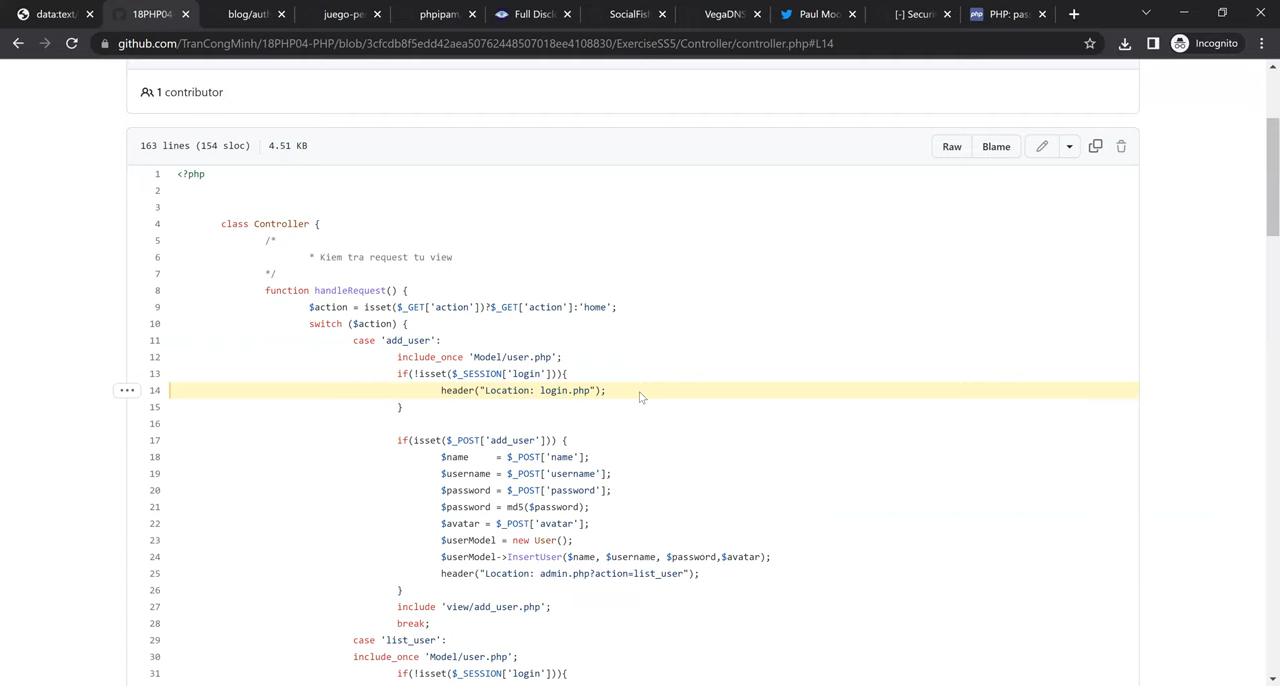 data:text/
18PHP04
blog/auth
juego-pe
phpipam,
Full Discl
SocialFis
VegaDNS
Paul Moo
[-] Securi
PHP: pas
github.com/TranCongMinh/18PHP04-PHP/blob/3cfcdb8f5edd42aea50762448507018ee4108830/ExerciseSS5/Controller/controller.php#L14
Incognito
1 contributor
163 lines (154 sloc) 4.51 KB
Raw Blame
1 <?php
2
3
4 class Controller {
5 /*
6 * Kiem tra request tu view
7 */
8 function handleRequest() {
9 $action = isset($_GET['action'])?$_GET['action']:'home';
10 switch ($action) {
11 case 'add_user':
12 include_once 'Model/user.php';
13 if(!isset($_SESSION['login'])){
14 header("Location: login.php");
15 }
16
17 if(isset($_POST['add_user'])) {
18 $name = $_POST['name'];
19 $username = $_POST['username'];
20 $password = $_POST['password'];
21 $password = md5($password);
22 $avatar = $_POST['avatar'];
23 $userModel = new User();
24 $userModel->InsertUser($name, $username, $password,$avatar);
25 header("Location: admin.php?action=list_user");
26 }
27 include 'view/add_user.php';
28 break;
29 case 'list_user':
30 include_once 'Model/user.php';
31 if(!isset($_SESSION['login'])){